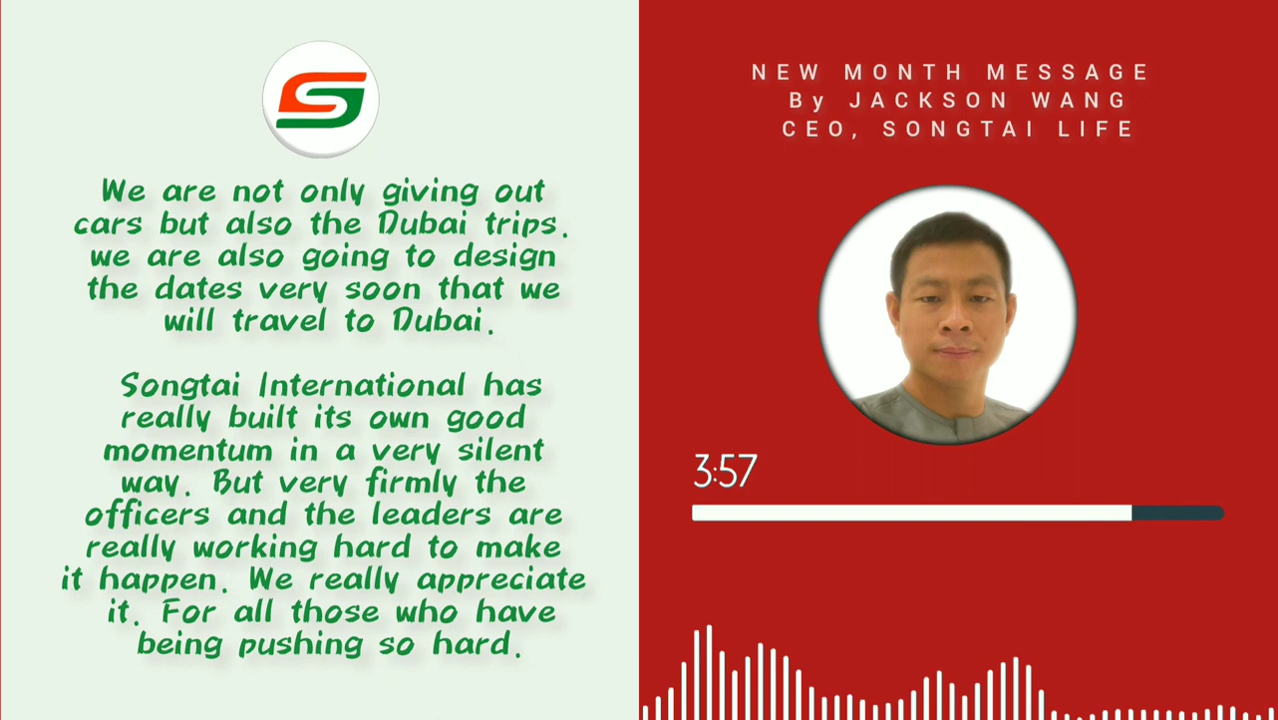 We are not only giving out
cars but also the Dubai trips.
we are also going to design
the dates very soon that we
will travel to Dubai.
Songtai International has
really built its own good
momentum in a very silent
way. But very firmly the
officers and the leaders are
really working hard to make
it happen. We really appreciate
it. For all those who have
being pushing so hard.
NEW MONTH MESSAGE
By JACKSON WANG
CEO, SONGTAI LIFE
3:57